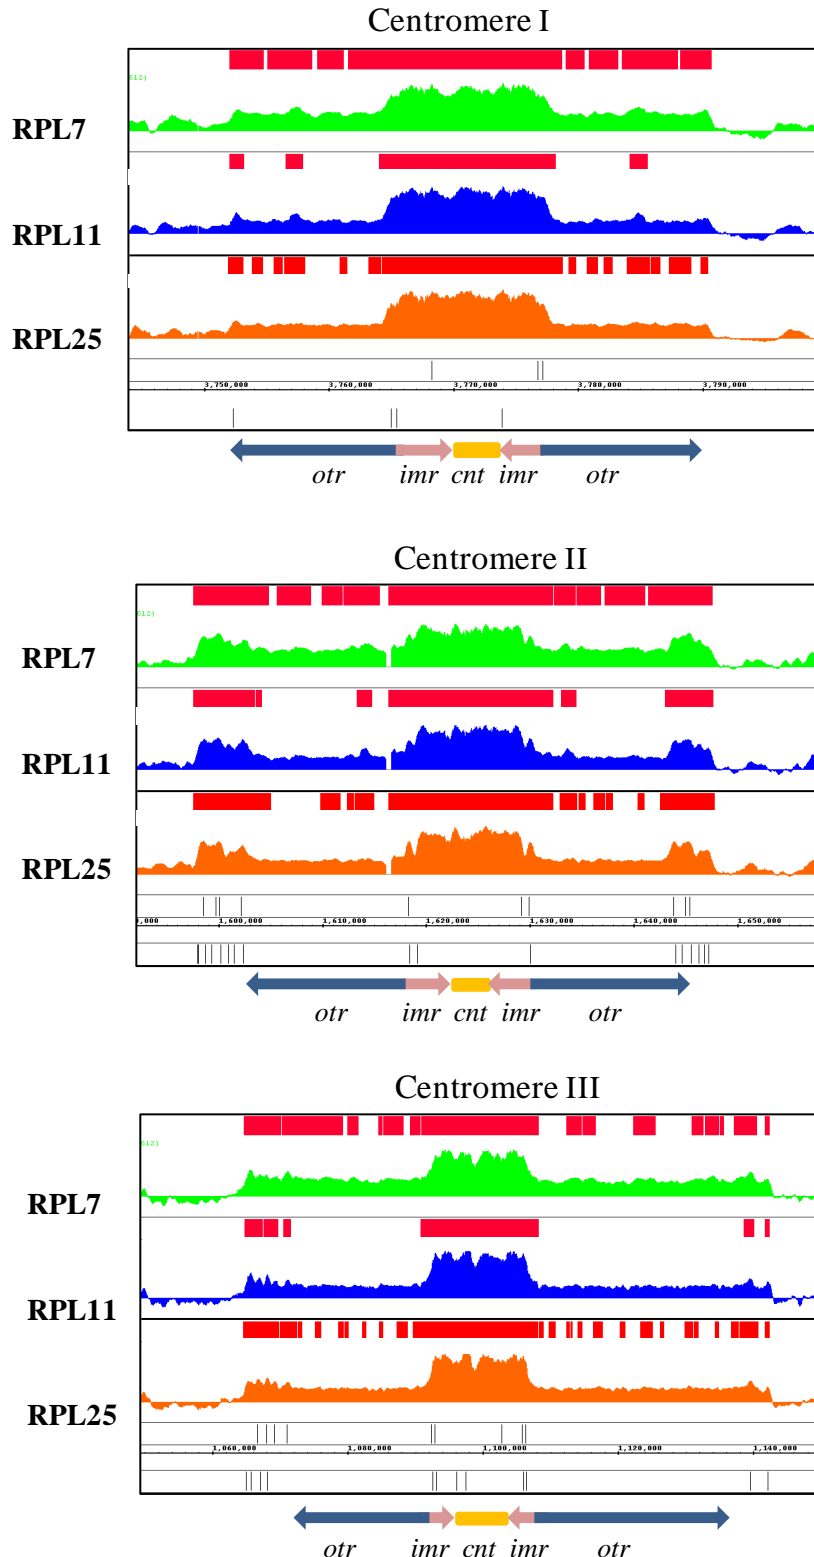 Centromere I
612)
RPL7
RPL11
RPL25
3,750,000 3,760,000 3,770,000 3,780,000 3,790,000
otr imr cnt imr otr
Centromere II
612)
RPL7
RPL11
RPL25
,000 1,600,000 1,610,000 1,620,000 1,630,000 1,640,000 1,650,000
otr imr cnt imr otr
Centromere III
612)
RPL7
RPL11
RPL25
1,060,000 1,080,000 1,100,000 1,120,000 1,140,000
otr imr cnt imr otr